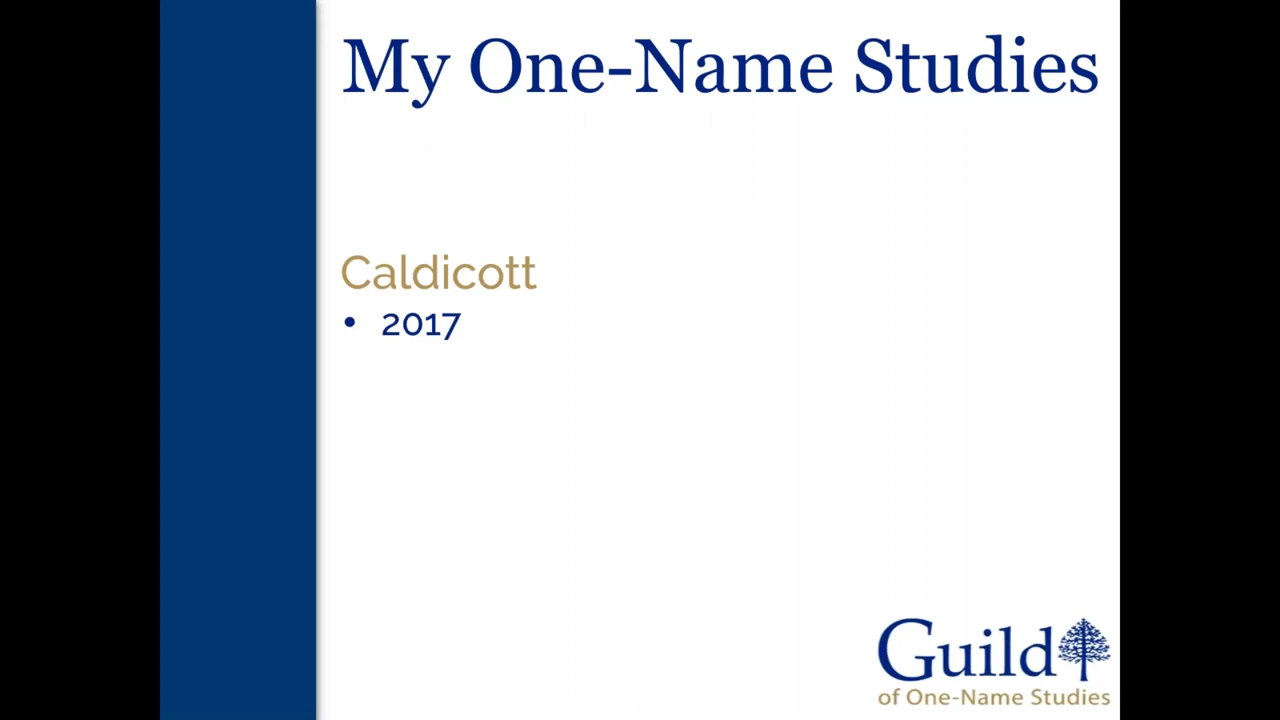 My One-Name Studies
Caldicott
• 2017
Guild
of One-Name Studies